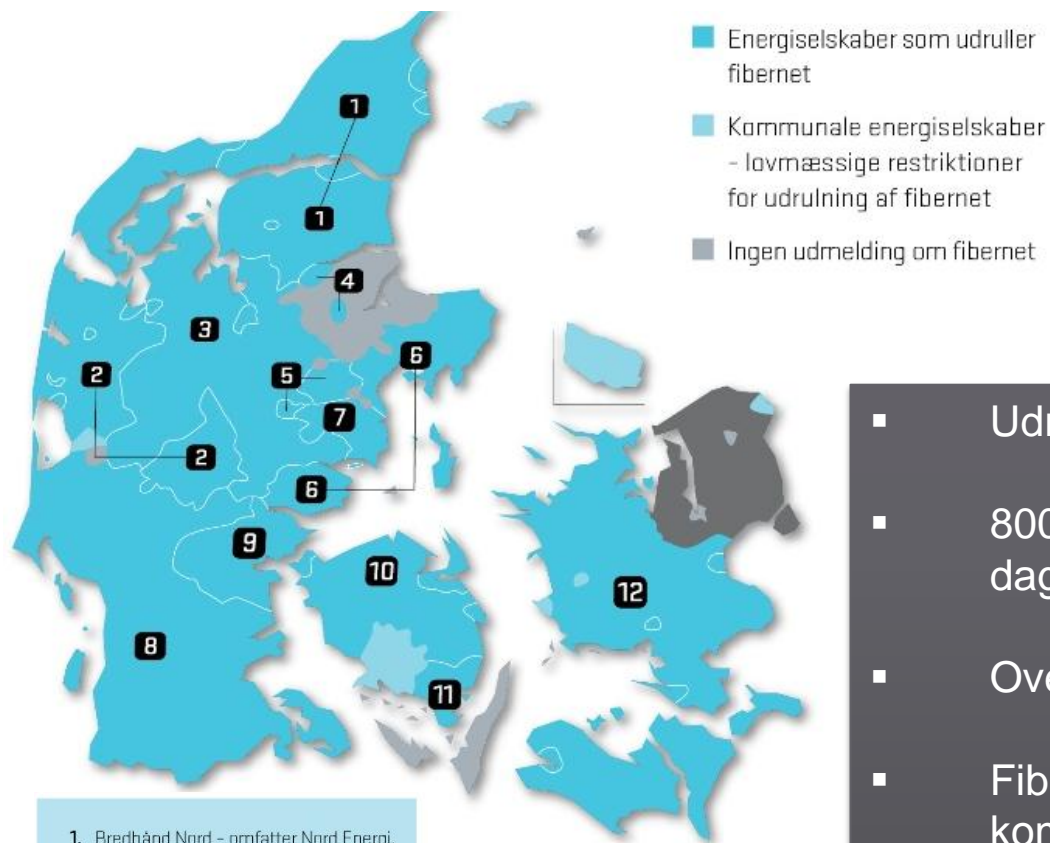 Energiselskaber som udruller
fibernet
Kommunale energiselskaber
- lovmæssige restriktioner
for udrulning af fibernet
Ingen udmelding om fibernet
1
1
4
3
6
2
5
7
2
6
9
10
12
8
11
Udr
800
dag
Ove
Fib
kom
1. Bredbånd Nord - omfatter Nord Energi,